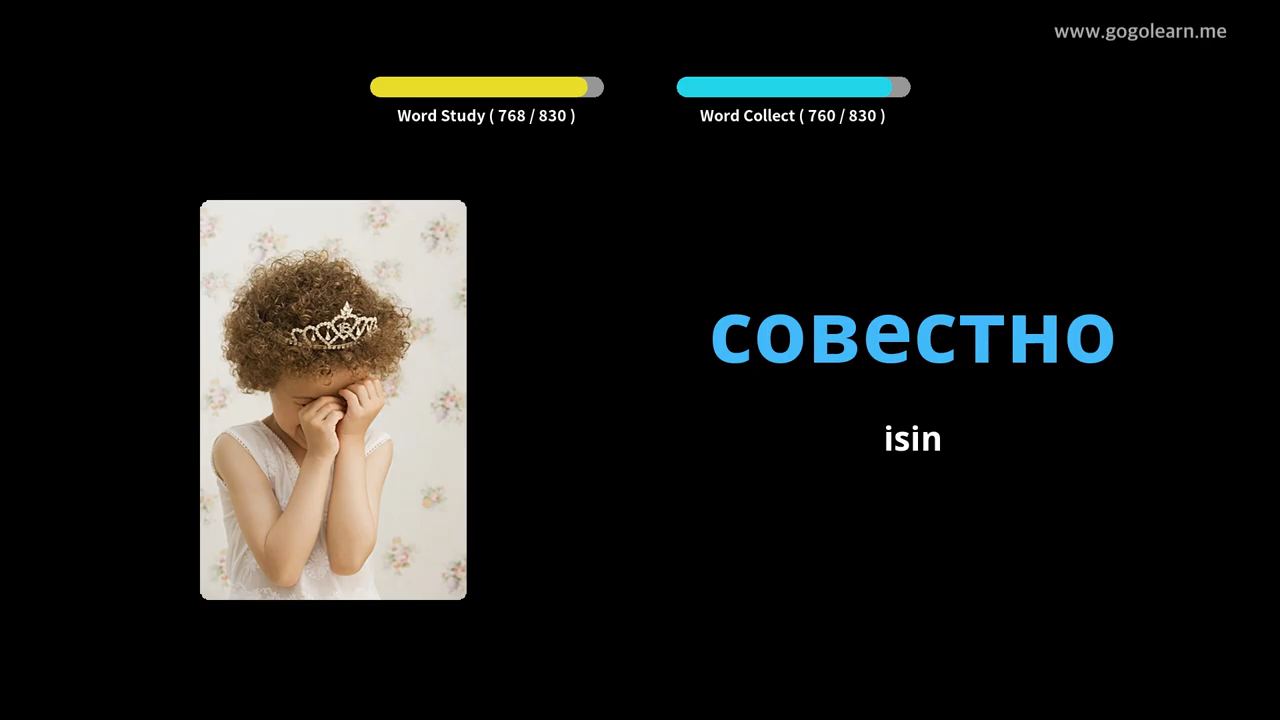 www.gogolearn.me
Word Study ( 768 / 830 )
Word Collect ( 760 / 830 )
совестно
isin